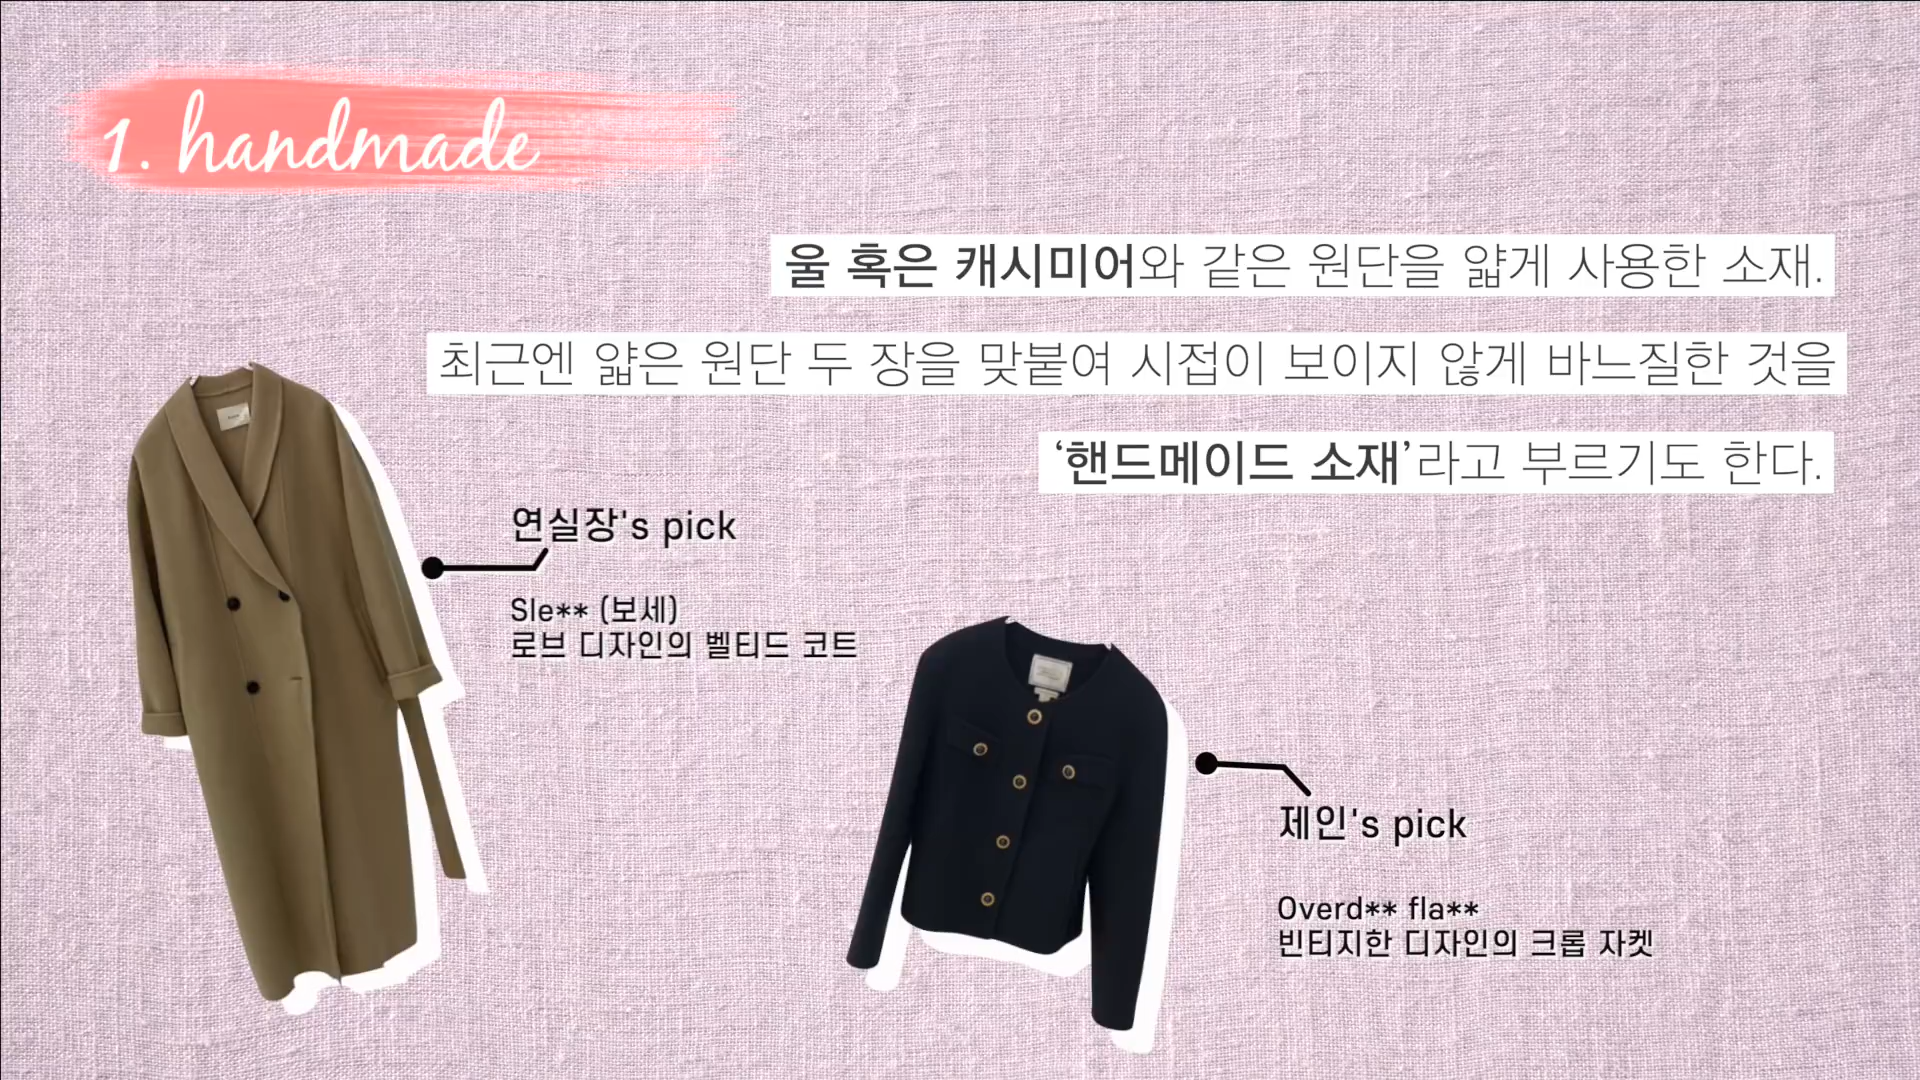 1. handmade
울 혹은 캐시미어와 같은 원단을 얇게 사용한 소재.
최근엔 얇은 원단 두 장을 맞붙여 시접이 보이지 않게 바느질한 것을
‘핸드메이드 소재’라고 부르기도 한다.
연실장's pick
Sle** (보세)
로브 디자인의 벨티드 코트
제인's pick
Overd** fla**
빈티지한 디자인의 크롭 자켓